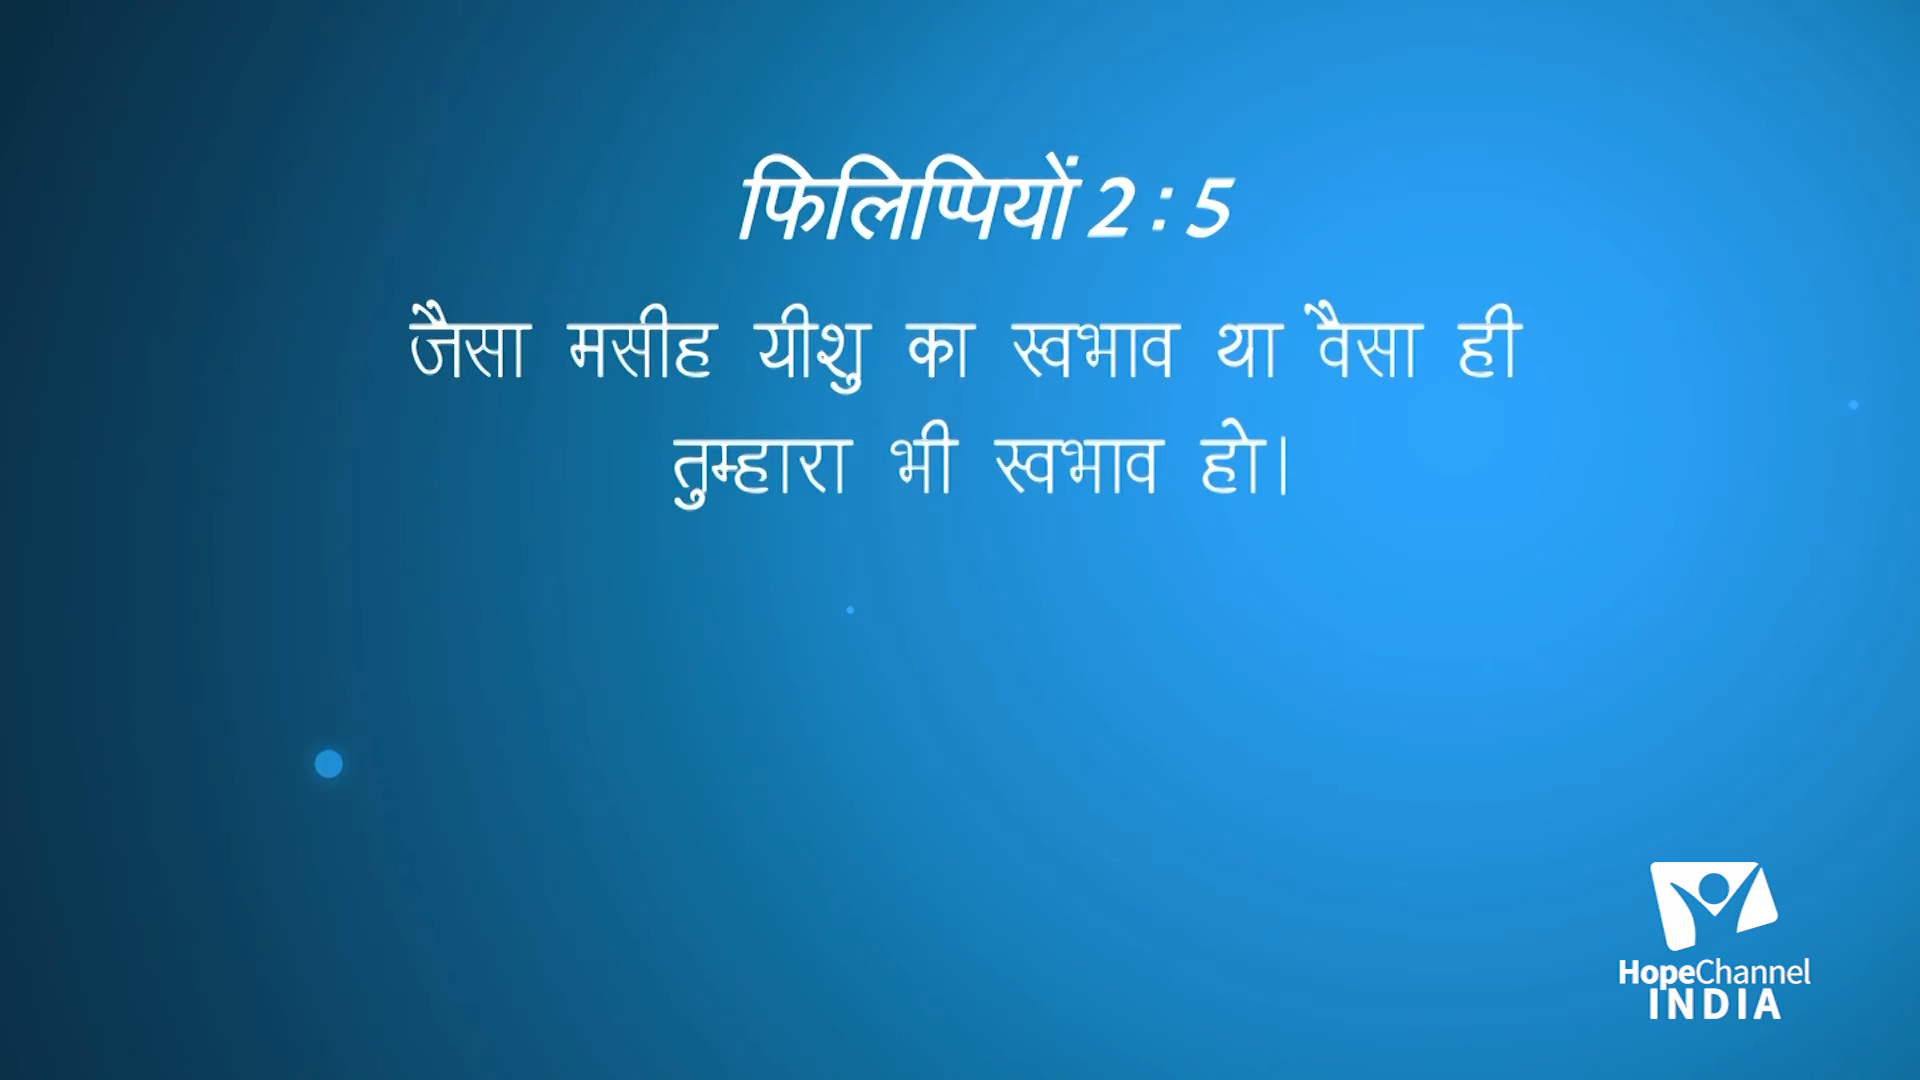 फिलिप्पियों 2 : 5
जैसा मसीह यीशु का स्वभाव था वैसा ही
तुम्हारा भी स्वभाव हो।
HopeChannel
INDIA